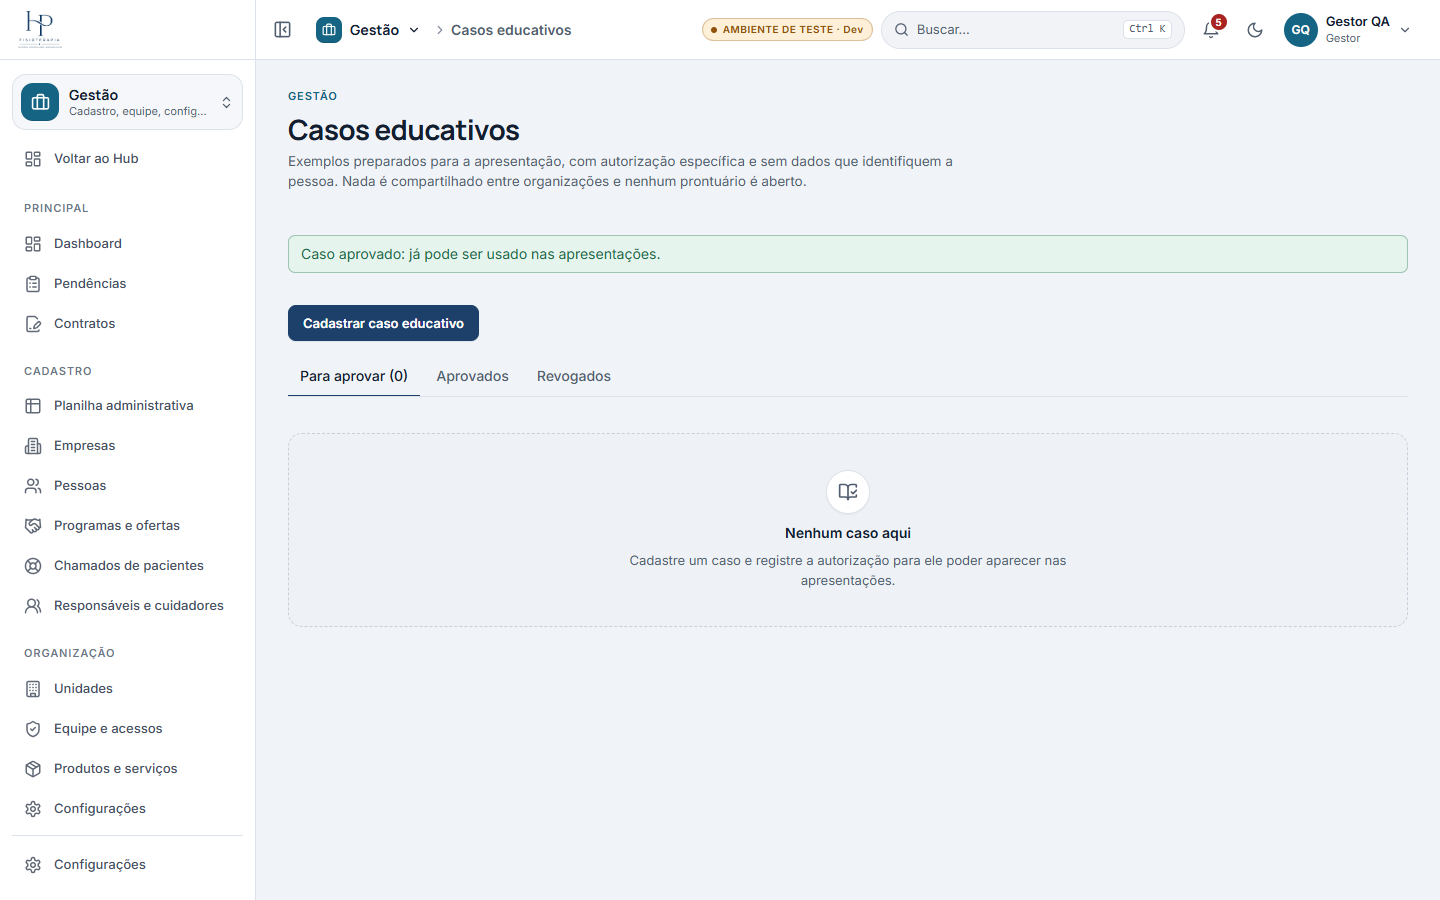 HP
FISIOTERAPIA
Gestão
Casos educativos
AMBIENTE DE TESTE · Dev
Buscar...
Ctrl K
5
GQ
Gestor QA
Gestor
Gestão
Cadastro, equipe, config...
Voltar ao Hub
PRINCIPAL
Dashboard
Pendências
Contratos
CADASTRO
Planilha administrativa
Empresas
Pessoas
Programas e ofertas
Chamados de pacientes
Responsáveis e cuidadores
ORGANIZAÇÃO
Unidades
Equipe e acessos
Produtos e serviços
Configurações
Configurações
GESTÃO
Casos educativos
Exemplos preparados para a apresentação, com autorização específica e sem dados que identifiquem a
pessoa. Nada é compartilhado entre organizações e nenhum prontuário é aberto.
Caso aprovado: já pode ser usado nas apresentações.
Cadastrar caso educativo
Para aprovar (0)
Aprovados
Revogados
Nenhum caso aqui
Cadastre um caso e registre a autorização para ele poder aparecer nas
apresentações.